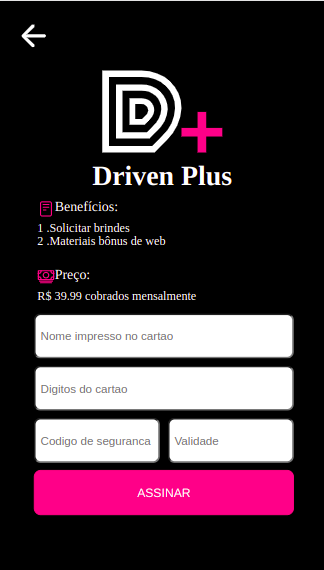 D+
Driven Plus
Benefícios:
1 .Solicitar brindes
2 .Materiais bônus de web
Preço:
R$ 39.99 cobrados mensalmente
Nome impresso no cartao
Digitos do cartao
Codigo de seguranca Validade
ASSINAR